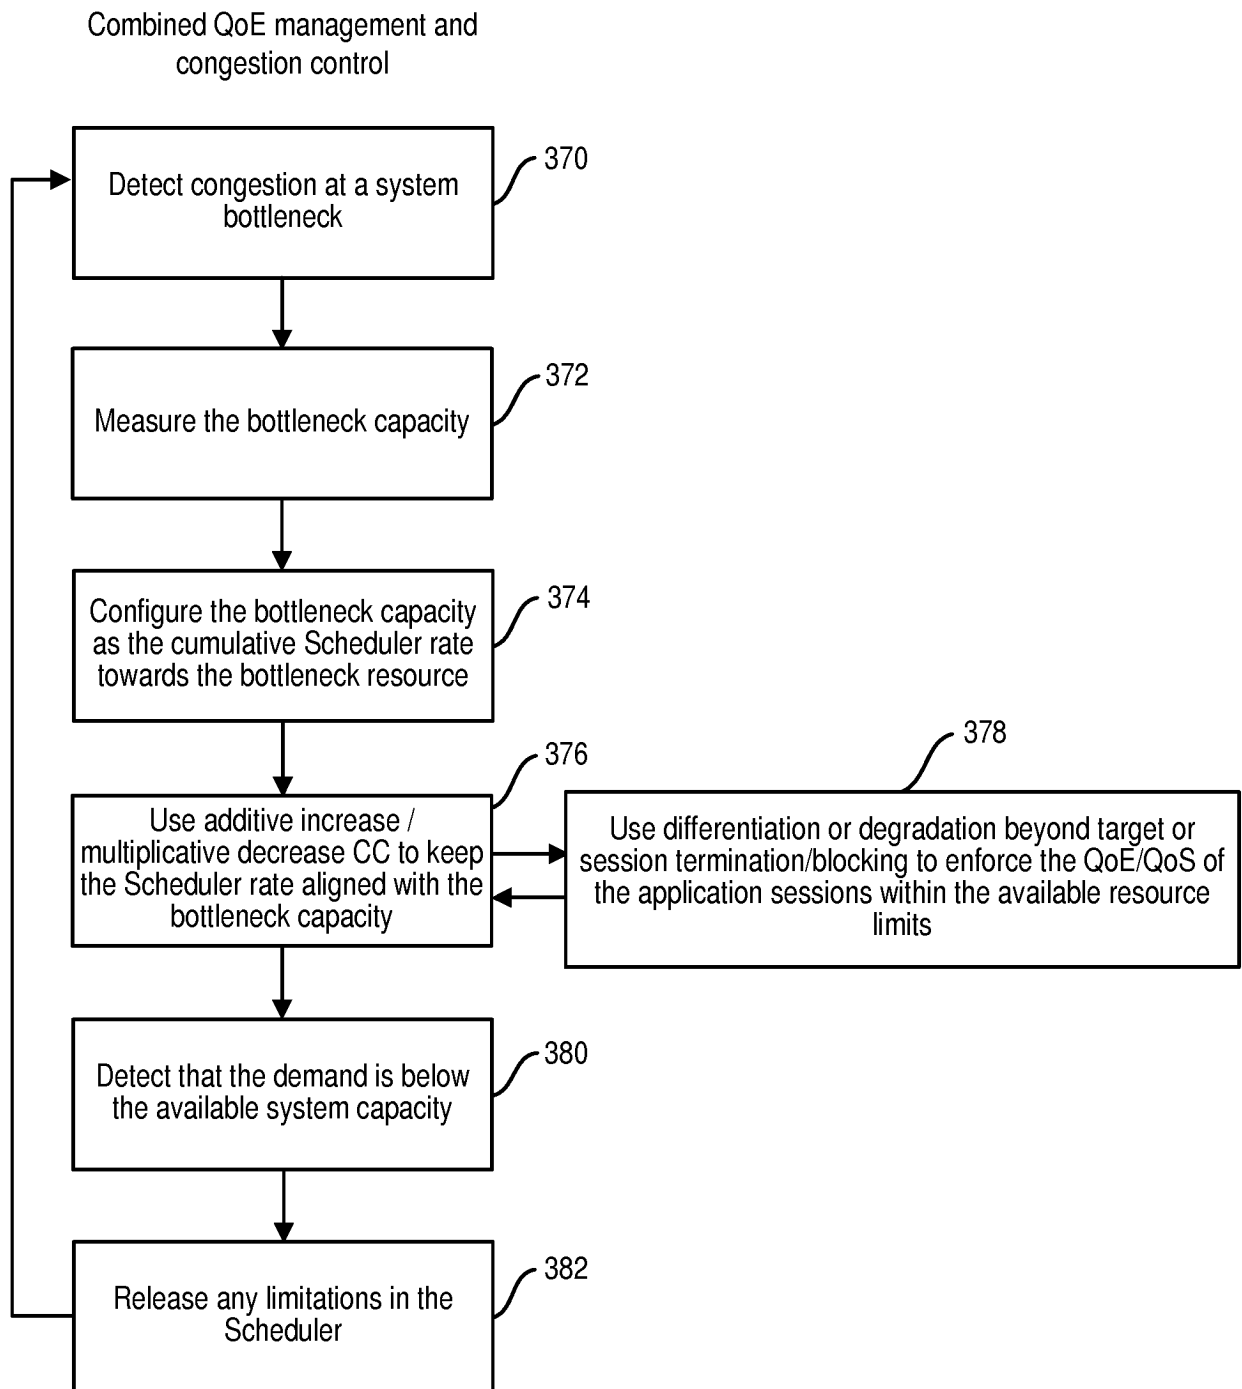 Combined QoE management and
congestion control
370
Detect congestion at a system
bottleneck
372
Measure the bottleneck capacity
374
Configure the bottleneck capacity
as the cumulative Scheduler rate
towards the bottleneck resource
376
Use additive increase /
multiplicative decrease CC to keep
the Scheduler rate aligned with the
bottleneck capacity
378
Use differentiation or degradation beyond target or
session termination/blocking to enforce the QoE/QoS of
the application sessions within the available resource
limits
380
Detect that the demand is below
the available system capacity
382
Release any limitations in the
Scheduler